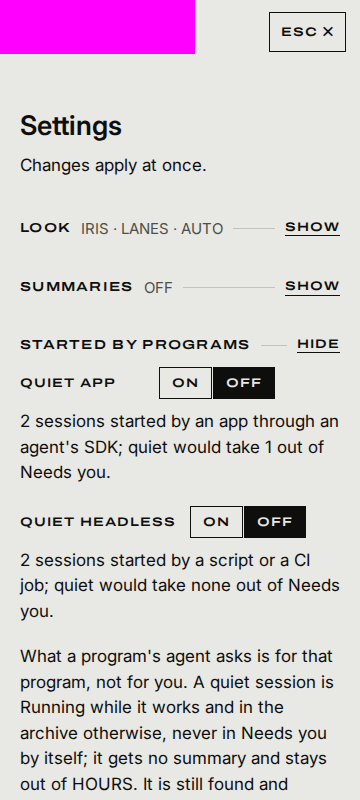 ESC ✕
Settings
Changes apply at once.
LOOK IRIS · LANES · AUTO SHOW
SUMMARIES OFF SHOW
STARTED BY PROGRAMS HIDE
QUIET APP ON OFF
2 sessions started by an app through an
agent's SDK; quiet would take 1 out of
Needs you.
QUIET HEADLESS ON OFF
2 sessions started by a script or a CI
job; quiet would take none out of Needs
you.
What a program's agent asks is for that
program, not for you. A quiet session is
Running while it works and in the
archive otherwise, never in Needs you
by itself; it gets no summary and stays
out of HOURS. It is still found and